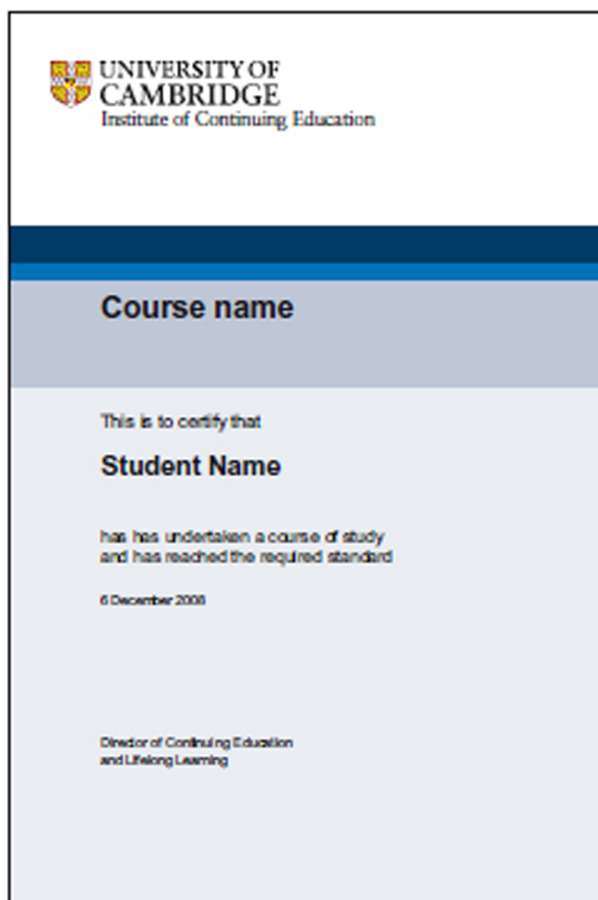 UNIVERSITY OF
CAMBRIDGE
Institute of Continuing Education
Course name
This is to certify that
Student Name
has has undertaken a course of study
and has reached the required standard
6 December 2008
Director of Continuing Education
and Lifelong Learning